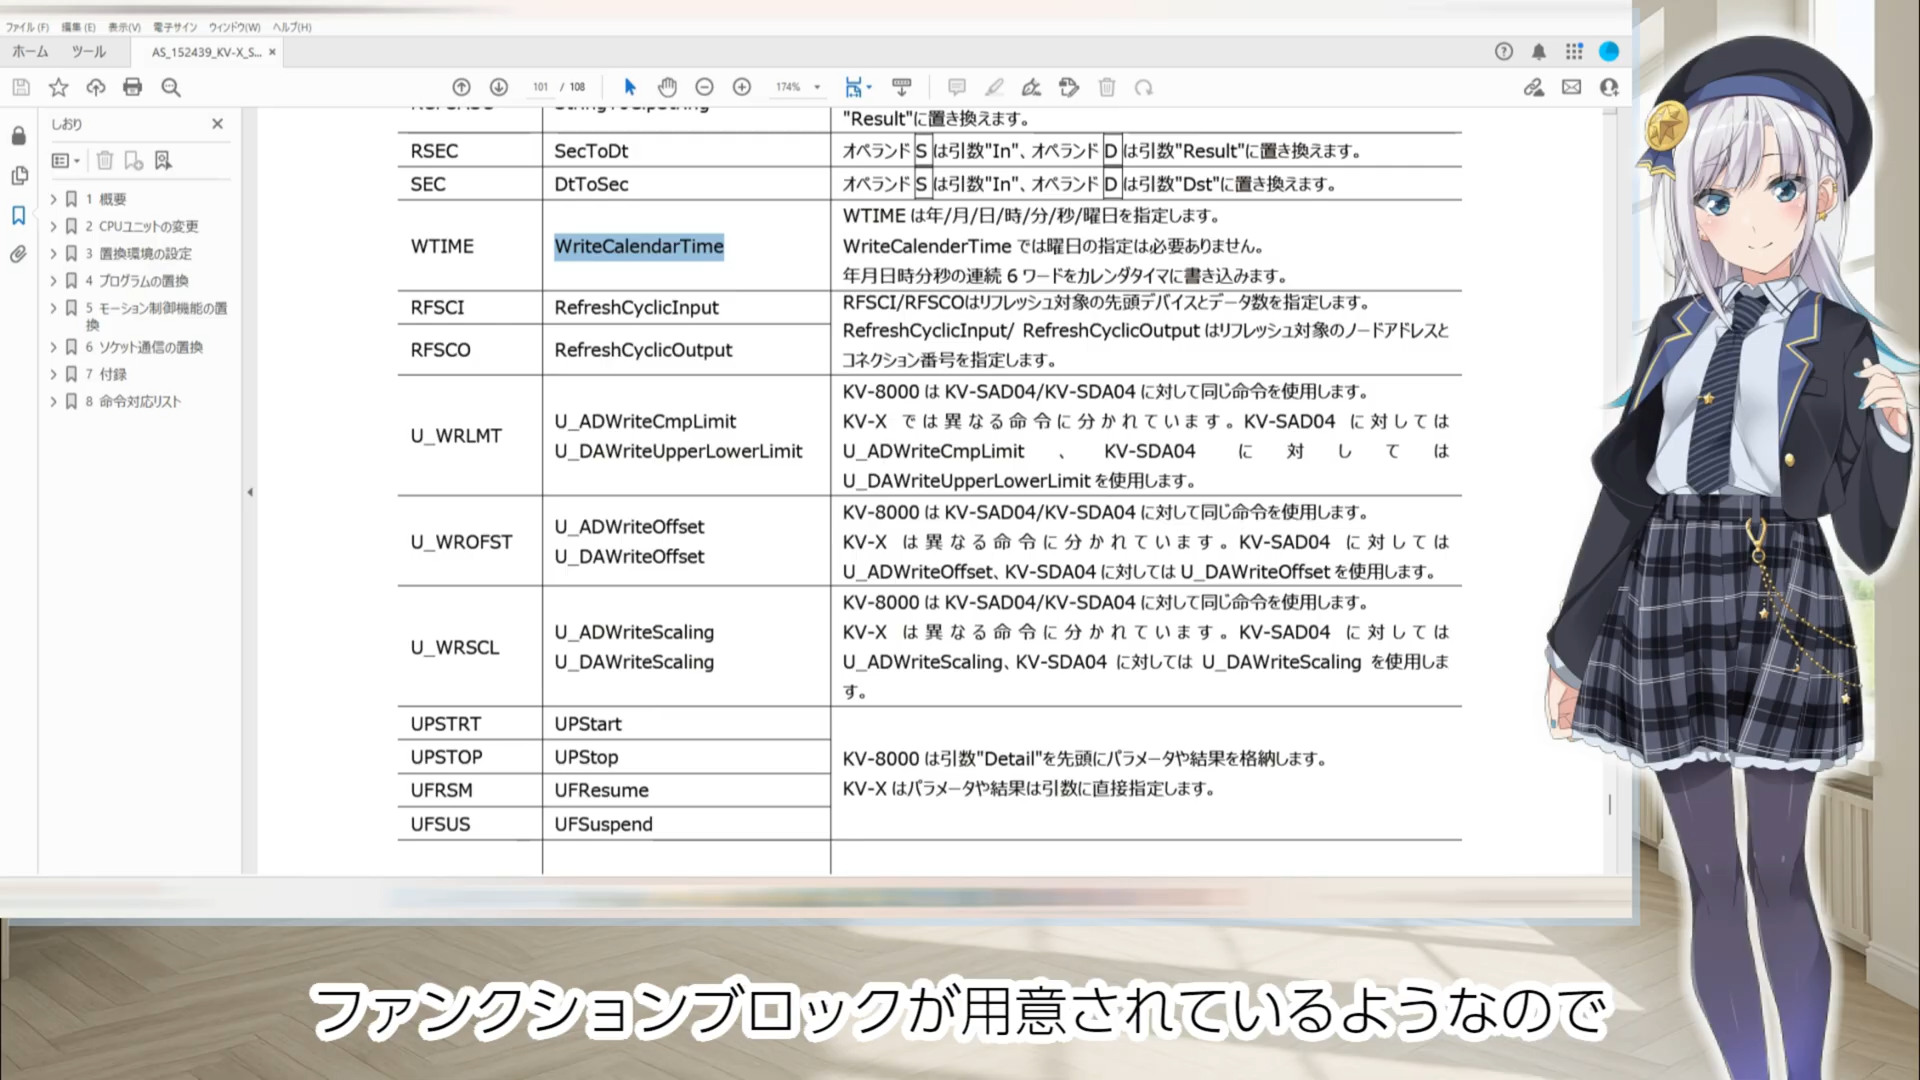 ファイル(F) 編集(E) 表示(V) 電子サイン ウィンドウ(W) ヘルプ(H)
ホーム ツール AS_152439_KV-X_S... ×
101 / 108 174%
しおり
1 概要
2 CPUユニットの変更
3 置換環境の設定
4 プログラムの置換
5 モーション制御機能の置
換
6 ソケット通信の置換
7 付録
8 命令対応リスト
"Result"に置き換えます。
RSEC SecToDt オペランド S は引数"In"、オペランド D は引数"Result"に置き換えます。
SEC DtToSec オペランド S は引数"In"、オペランド D は引数"Dst"に置き換えます。
WTIME WriteCalendarTime
WTIME は年/月/日/時/分/秒/曜日を指定します。
WriteCalenderTime では曜日の指定は必要ありません。
年月日時分秒の連続 6 ワードをカレンダタイマに書き込みます。
RFSCI RefreshCyclicInput
RFSCO RefreshCyclicOutput
RFSCI/RFSCOはリフレッシュ対象の先頭デバイスとデータ数を指定します。
RefreshCyclicInput/ RefreshCyclicOutput はリフレッシュ対象のノードアドレスと
コネクション番号を指定します。
U_WRLMT
U_ADWriteCmpLimit
U_DAWriteUpperLowerLimit
KV-8000 は KV-SAD04/KV-SDA04 に対して同じ命令を使用します。
KV-X では異なる命令に分かれています。KV-SAD04 に対しては
U_ADWriteCmpLimit 、 KV-SDA04 に対しては
U_DAWriteUpperLowerLimit を使用します。
U_WROFST
U_ADWriteOffset
U_DAWriteOffset
KV-8000 は KV-SAD04/KV-SDA04 に対して同じ命令を使用します。
KV-X は異なる命令に分かれています。KV-SAD04 に対しては
U_ADWriteOffset、KV-SDA04 に対しては U_DAWriteOffset を使用します。
U_WRSCL
U_ADWriteScaling
U_DAWriteScaling
KV-8000 は KV-SAD04/KV-SDA04 に対して同じ命令を使用します。
KV-X は異なる命令に分かれています。KV-SAD04 に対しては
U_ADWriteScaling、KV-SDA04 に対しては U_DAWriteScaling を使用しま
す。
UPSTRT UPStart
UPSTOP UPStop
UFRSM UFResume
UFSUS UFSuspend
KV-8000 は引数"Detail"を先頭にパラメータや結果を格納します。
KV-X はパラメータや結果は引数に直接指定します。
ファンクションブロックが用意されているようなので